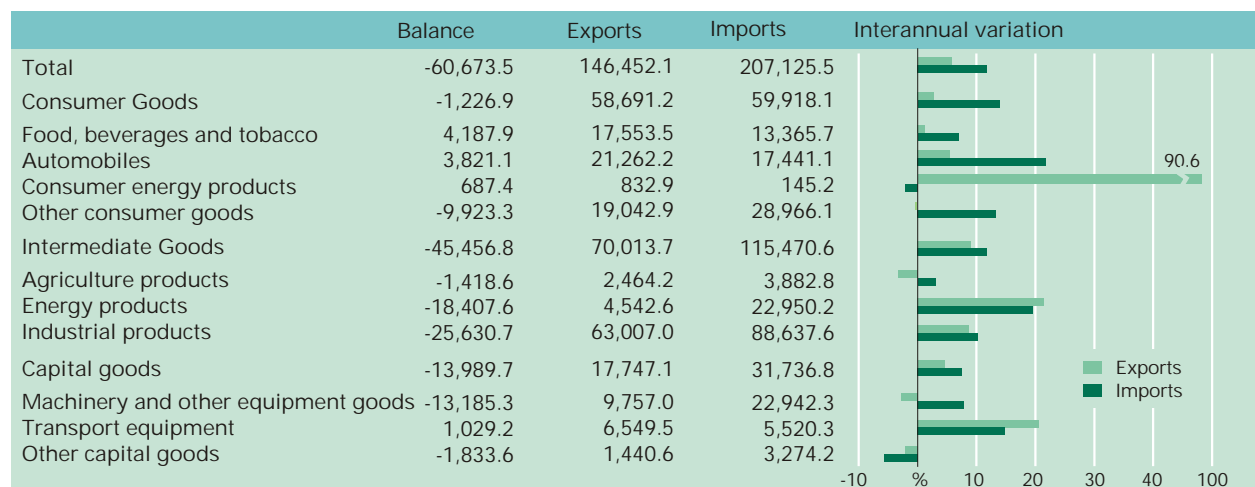 Balance Exports Imports Interannual variation
Total -60,673.5 146,452.1 207,125.5
Consumer Goods -1,226.9 58,691.2 59,918.1
Food, beverages and tobacco 4,187.9 17,553.5 13,365.7
Automobiles 3,821.1 21,262.2 17,441.1 90.6
Consumer energy products 687.4 832.9 145.2
Other consumer goods -9,923.3 19,042.9 28,966.1
Intermediate Goods -45,456.8 70,013.7 115,470.6
Agriculture products -1,418.6 2,464.2 3,882.8
Energy products -18,407.6 4,542.6 22,950.2
Industrial products -25,630.7 63,007.0 88,637.6
Capital goods -13,989.7 17,747.1 31,736.8 Exports
Imports
Machinery and other equipment goods -13,185.3 9,757.0 22,942.3
Transport equipment 1,029.2 6,549.5 5,520.3
Other capital goods -1,833.6 1,440.6 3,274.2
-10 % 10 20 30 40 100